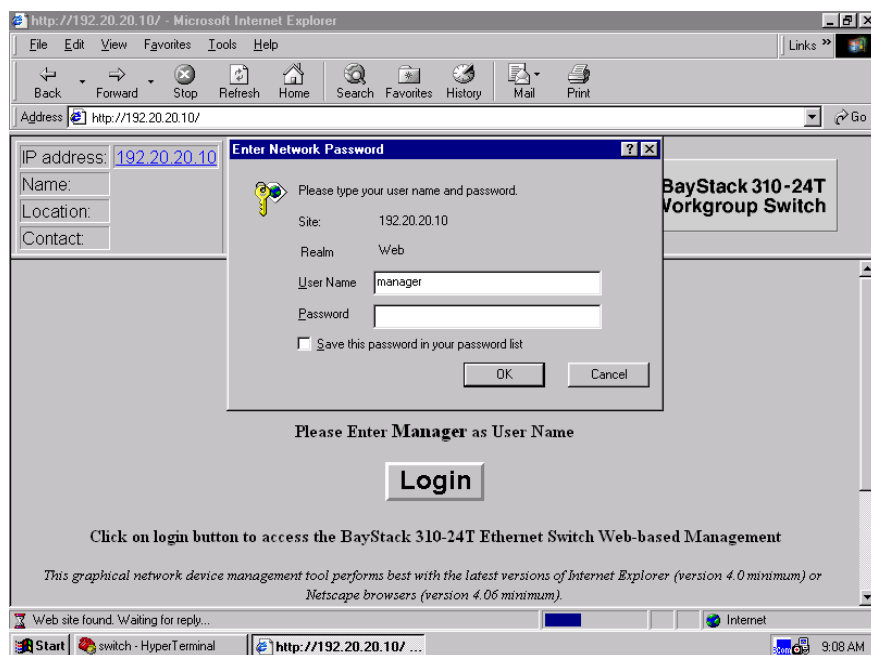 http://192.20.20.10/ - Microsoft Internet Explorer
File Edit View Favorites Tools Help
Links »
Back Forward Stop Refresh Home Search Favorites History Mail Print
Address http://192.20.20.10/ Go
IP address: 192.20.20.10
Name:
Location:
Contact:
BayStack 310-24T
Workgroup Switch
Enter Network Password
Please type your user name and password.
Site: 192.20.20.10
Realm Web
User Name manager
Password
Save this password in your password list
OK Cancel
Please Enter Manager as User Name
Login
Click on login button to access the BayStack 310-24T Ethernet Switch Web-based Management
This graphical network device management tool performs best with the latest versions of Internet Explorer (version 4.0 minimum) or
Netscape browsers (version 4.06 minimum).
Web site found. Waiting for reply... Internet
Start switch - HyperTerminal http://192.20.20.10/ ... 9:08 AM